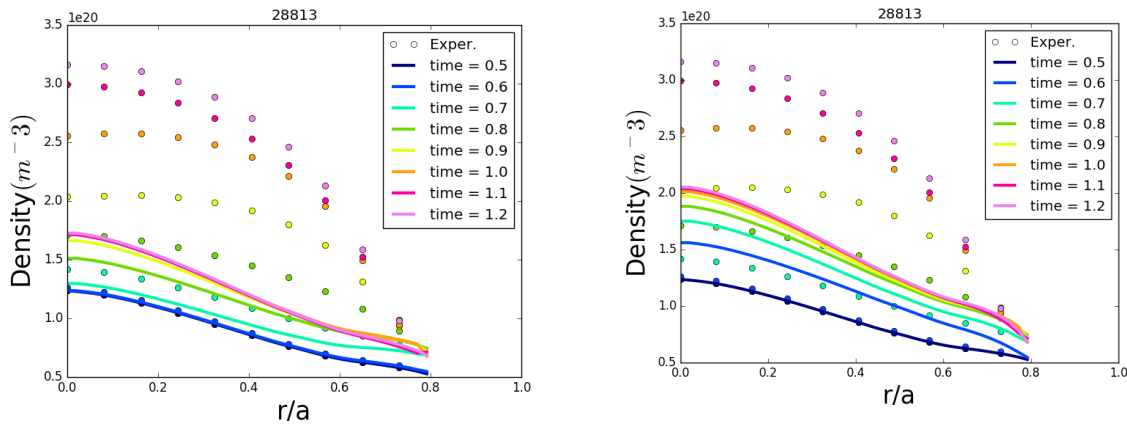 1e20
28813
3.5
3.0
2.5
2.0
1.5
1.0
0.5
Density(m−3)
0.0
0.2
0.4
0.6
0.8
1.0
r/a
Exper.
time = 0.5
time = 0.6
time = 0.7
time = 0.8
time = 0.9
time = 1.0
time = 1.1
time = 1.2
1e20
28813
3.5
3.0
2.5
2.0
1.5
1.0
0.5
Density(m−3)
0.0
0.2
0.4
0.6
0.8
1.0
r/a
Exper.
time = 0.5
time = 0.6
time = 0.7
time = 0.8
time = 0.9
time = 1.0
time = 1.1
time = 1.2